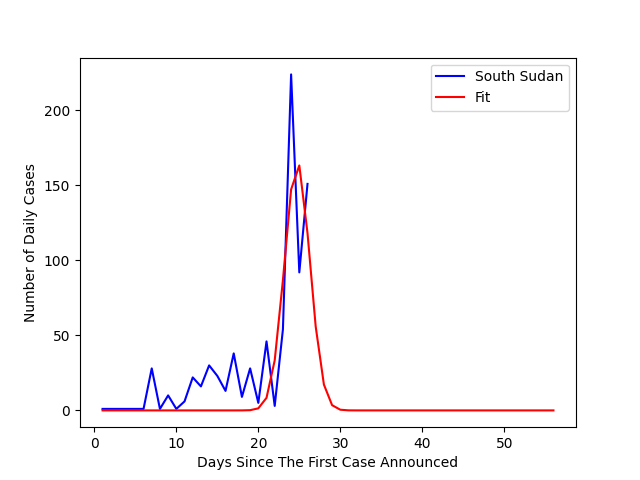 South Sudan
Fit
200
150
100
50
0
Number of Daily Cases
0 10 20 30 40 50
Days Since The First Case Announced